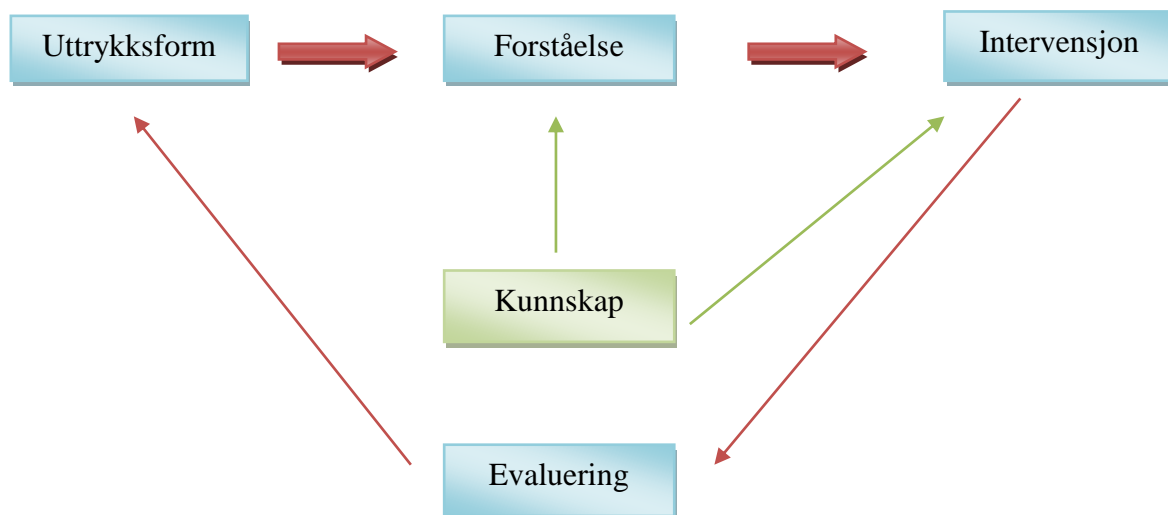 Uttrykksform
Forståelse
Intervensjon
Kunnskap
Evaluering